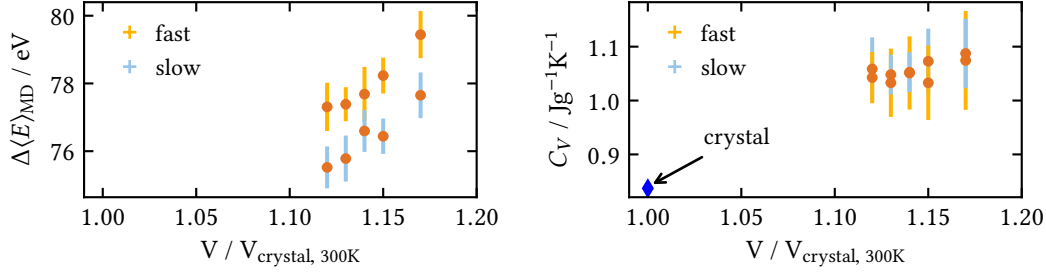 80
78
76
Δ⟨E⟩MD / eV
fast
slow
1.00 1.05 1.10 1.15 1.20
V / Vcrystal, 300K
1.1
1.0
0.9
CV / Jg⁻¹K⁻¹
fast
slow
crystal
1.00 1.05 1.10 1.15 1.20
V / Vcrystal, 300K